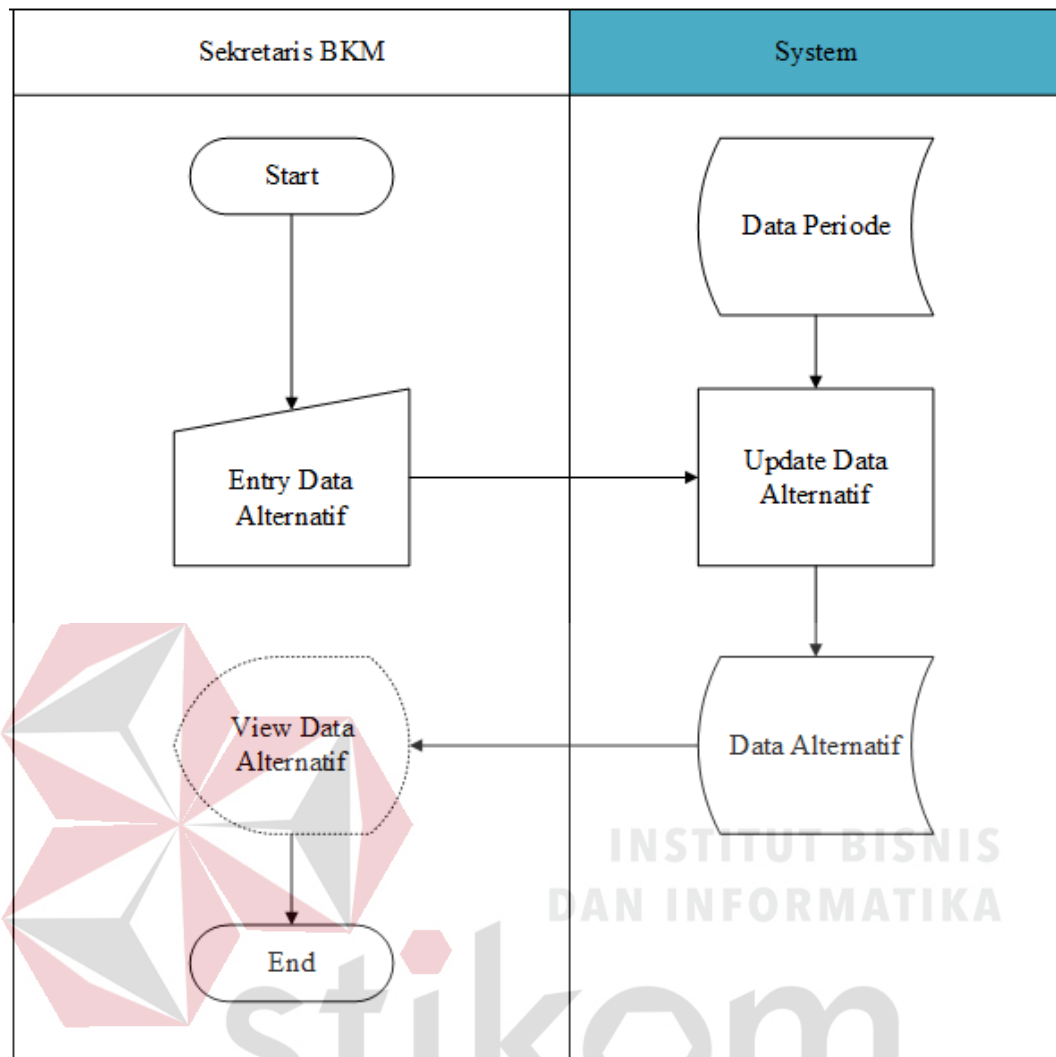 Sekretaris BKM
System
Start
Data Periode
Entry Data
Alternatif
Update Data
Alternatif
View Data
Alternatif
Data Alternatif
INSTITUT BISNIS
DAN INFORMATIKA
End
stikom